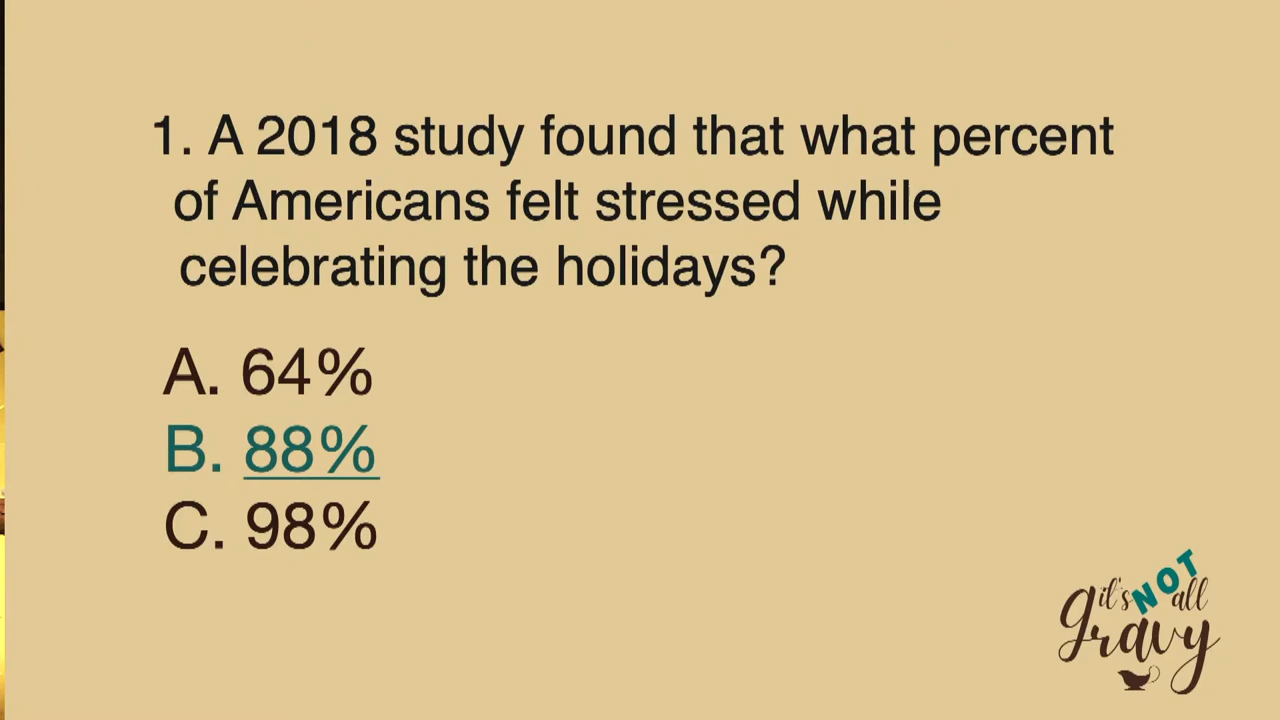 1. A 2018 study found that what percent
of Americans felt stressed while
celebrating the holidays?
A. 64%
B. 88%
C. 98%
it's NOT all
gravy